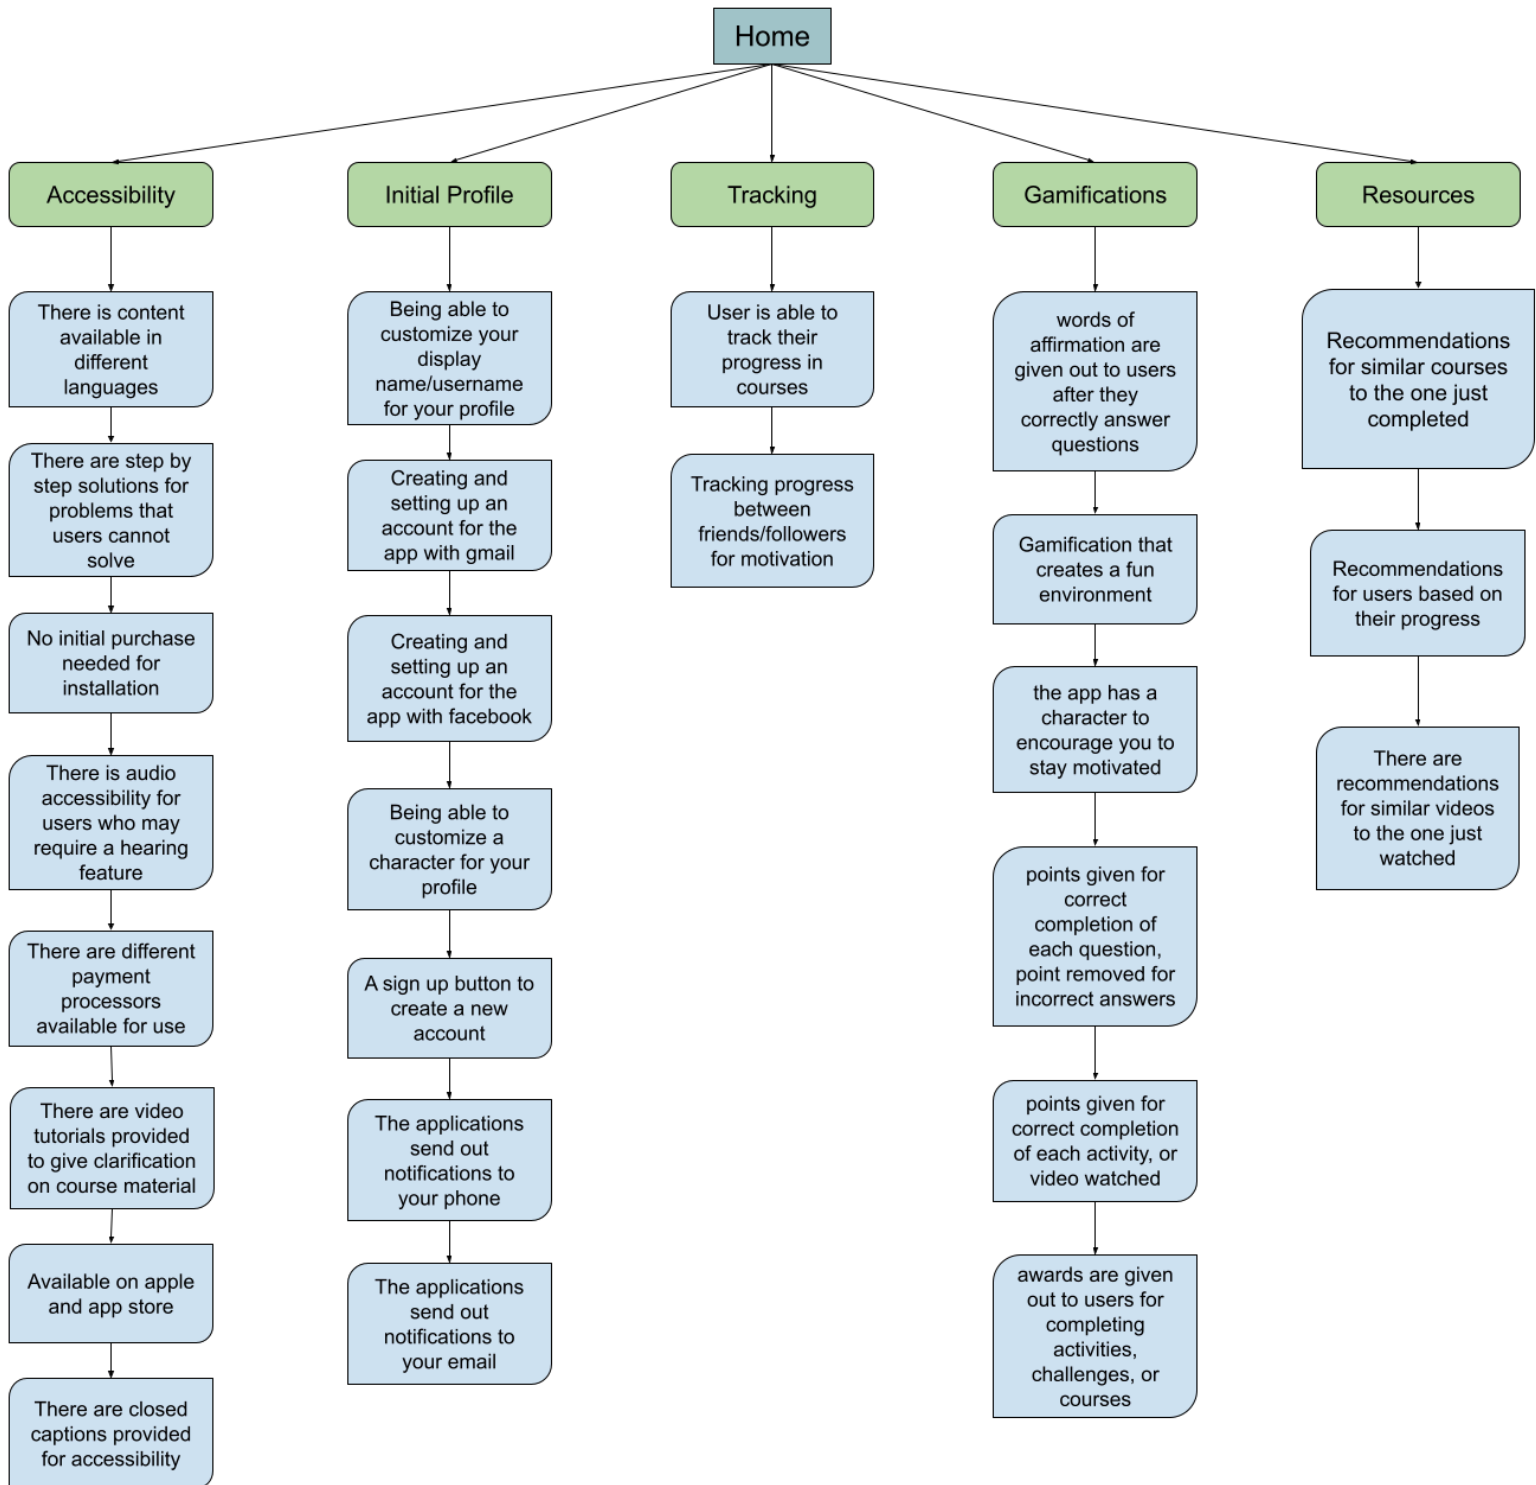 Home
Accessibility
Initial Profile
Tracking
Gamifications
Resources
There is content
available in
different
languages
There are step by
step solutions for
problems that
users cannot
solve
No initial purchase
needed for
installation
There is audio
accessibility for
users who may
require a hearing
feature
There are different
payment
processors
available for use
There are video
tutorials provided
to give clarification
on course material
Available on apple
and app store
There are closed
captions provided
for accessibility
Being able to
customize your
display
name/username
for your profile
Creating and
setting up an
account for the
app with gmail
Creating and
setting up an
account for the
app with facebook
Being able to
customize a
character for your
profile
A sign up button to
create a new
account
The applications
send out
notifications to
your phone
The applications
send out
notifications to
your email
User is able to
track their
progress in
courses
Tracking progress
between
friends/followers
for motivation
words of
affirmation are
given out to users
after they
correctly answer
questions
Gamification that
creates a fun
environment
the app has a
character to
encourage you to
stay motivated
points given for
correct
completion of
each question,
point removed for
incorrect answers
points given for
correct completion
of each activity, or
video watched
awards are given
out to users for
completing
activities,
challenges, or
courses
Recommendations
for similar courses
to the one just
completed
Recommendations
for users based on
their progress
There are
recommendations
for similar videos
to the one just
watched